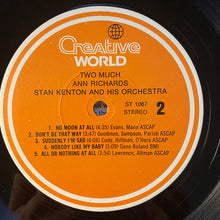 Creative
WORLD
TWO MUCH
ANN RICHARDS
STAN KENTON AND HIS ORCHESTRA
ST 1067
STEREO
2
1. NO MOON AT ALL (4:35) Evans, Mann ASCAP
2. DON'T BE THAT WAY (3:47) Goodman, Sampson, Parish ASCAP
3. SUDDENLY I'M SAD (4:06) Cody, Hillman, O'Hara ASCAP
4. NOBODY LIKE MY BABY (3:09) Gene Roland BMI
5. ALL OR NOTHING AT ALL (3:54) Lawrence, Altman ASCAP